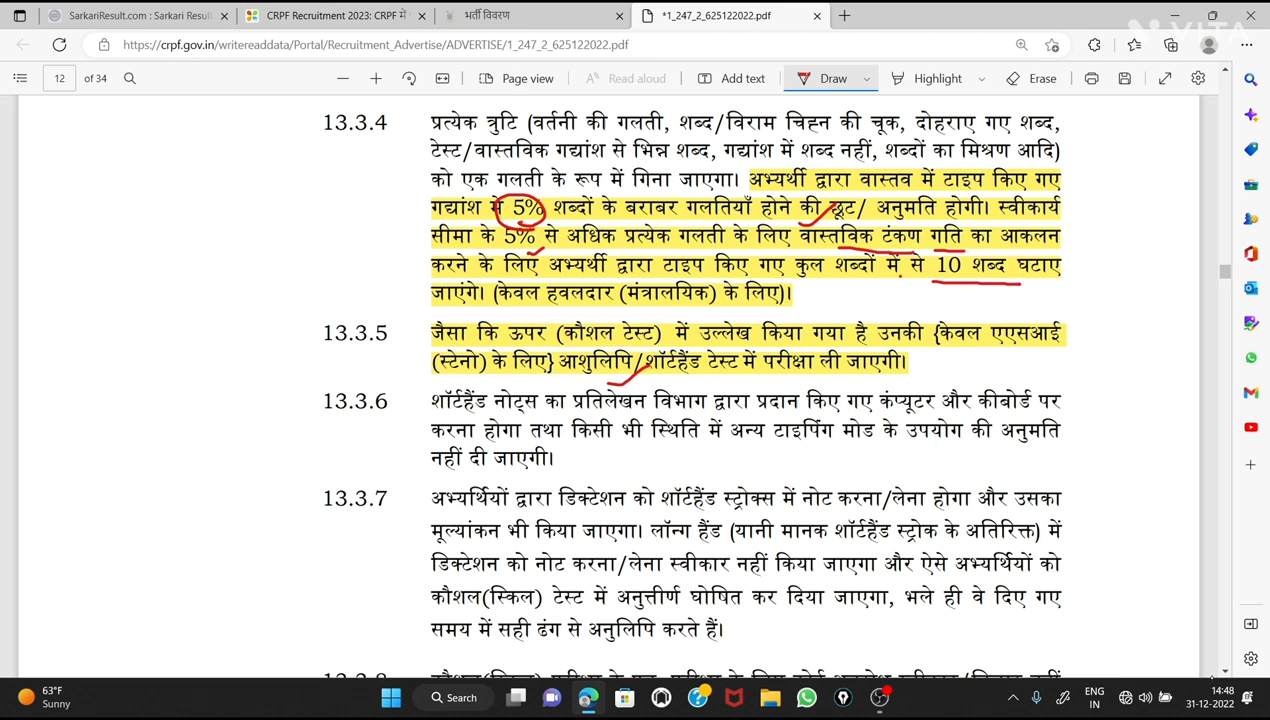 SarkariResult.com : Sarkari Result
CRPF Recruitment 2023: CRPF में
भर्ती विवरण
*1_247_2_625122022.pdf
https://crpf.gov.in/writereaddata/Portal/Recruitment_Advertise/ADVERTISE/1_247_2_625122022.pdf
VITA
12 of 34
Page view
Read aloud
Add text
Draw
Highlight
Erase
13.3.4 प्रत्येक त्रुटि (वर्तनी की गलती, शब्द/विराम चिह्न की चूक, दोहराए गए शब्द,
टेस्ट/वास्तविक गद्यांश से भिन्न शब्द, गद्यांश में शब्द नहीं, शब्दों का मिश्रण आदि)
को एक गलती के रूप में गिना जाएगा। अभ्यर्थी द्वारा वास्तव में टाइप किए गए
गद्यांश में 5% शब्दों के बराबर गलतियाँ होने की छूट/ अनुमति होगी। स्वीकार्य
सीमा के 5% से अधिक प्रत्येक गलती के लिए वास्तविक टंकण गति का आकलन
करने के लिए अभ्यर्थी द्वारा टाइप किए गए कुल शब्दों में से 10 शब्द घटाए
जाएंगे। (केवल हवलदार (मंत्रालयिक) के लिए)।
13.3.5 जैसा कि ऊपर (कौशल टेस्ट) में उल्लेख किया गया है उनकी {केवल एएसआई
(स्टेनो) के लिए} आशुलिपि/शॉर्टहैंड टेस्ट में परीक्षा ली जाएगी।
13.3.6 शॉर्टहैंड नोट्स का प्रतिलेखन विभाग द्वारा प्रदान किए गए कंप्यूटर और कीबोर्ड पर
करना होगा तथा किसी भी स्थिति में अन्य टाइपिंग मोड के उपयोग की अनुमति
नहीं दी जाएगी।
13.3.7 अभ्यर्थियों द्वारा डिक्टेशन को शॉर्टहैंड स्ट्रोक्स में नोट करना/लेना होगा और उसका
मूल्यांकन भी किया जाएगा। लॉन्ग हैंड (यानी मानक शॉर्टहैंड स्ट्रोक के अतिरिक्त) में
डिक्टेशन को नोट करना/लेना स्वीकार नहीं किया जाएगा और ऐसे अभ्यर्थियों को
कौशल(स्किल) टेस्ट में अनुत्तीर्ण घोषित कर दिया जाएगा, भले ही वे दिए गए
समय में सही ढंग से अनुलिपि करते हैं।
63°F
Sunny
Search
ENG
IN
14:48
31-12-2022